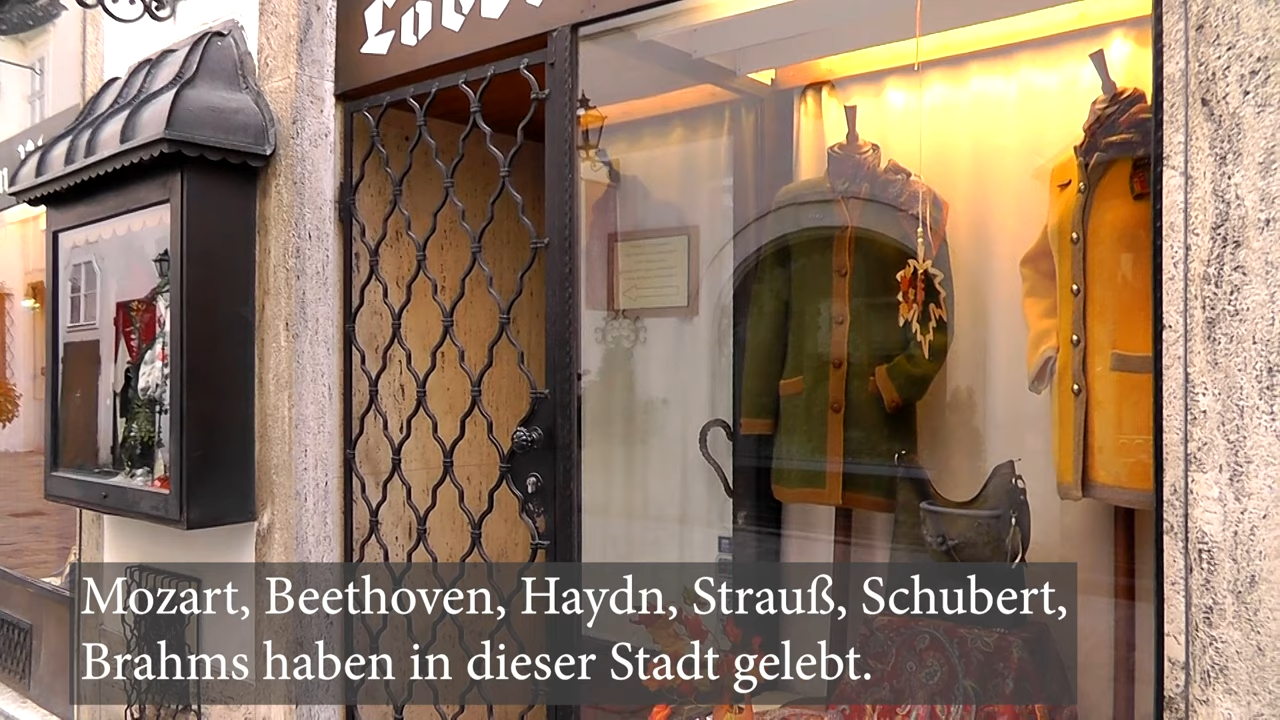 Mozart, Beethoven, Haydn, Strauß, Schubert,
Brahms haben in dieser Stadt gelebt.